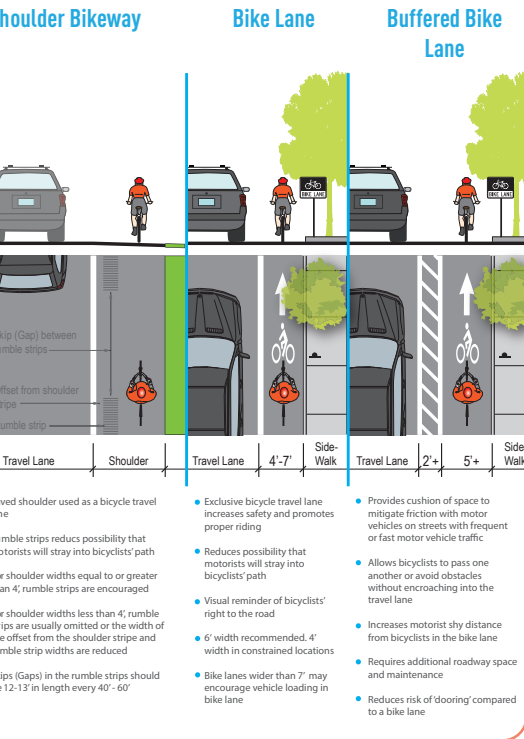 houlder Bikeway
Bike Lane
Buffered Bike
Lane
BIKE LANE
BIKE LANE
kip (Gap) between
mble strips
ffset from shoulder
tripe
umble strip
Travel Lane
Shoulder
Travel Lane
4'-7'
Side-
Walk
Travel Lane
2'+
5'+
Side
Walk
ved shoulder used as a bicycle travel
ne
umble strips reducs possibility that
otorists will stray into bicyclists' path
or shoulder widths equal to or greater
an 4', rumble strips are encouraged
or shoulder widths less than 4', rumble
ips are usually omitted or the width of
e offset from the shoulder stripe and
mble strip widths are reduced
ips (Gaps) in the rumble strips should
e 12-13' in length every 40' - 60'
Exclusive bicycle travel lane
increases safety and promotes
proper riding
Reduces possibility that
motorists will stray into
bicyclists' path
Visual reminder of bicyclists'
right to the road
6' width recommended. 4'
width in constrained locations
Bike lanes wider than 7' may
encourage vehicle loading in
bike lane
Provides cushion of space to
mitigate friction with motor
vehicles on streets with frequent
or fast motor vehicle traffic
Allows bicyclists to pass one
another or avoid obstacles
without encroaching into the
travel lane
Increases motorist shy distance
from bicyclists in the bike lane
Requires additional roadway space
and maintenance
Reduces risk of 'dooring' compared
to a bike lane